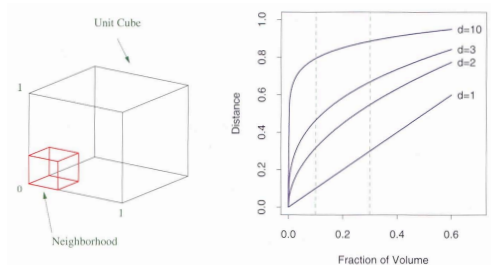 Unit Cube
1
0
1
Neighborhood
Distance
1.0
0.8
0.6
0.4
0.2
0.0
d=10
d=3
d=2
d=1
0.0 0.2 0.4 0.6
Fraction of Volume